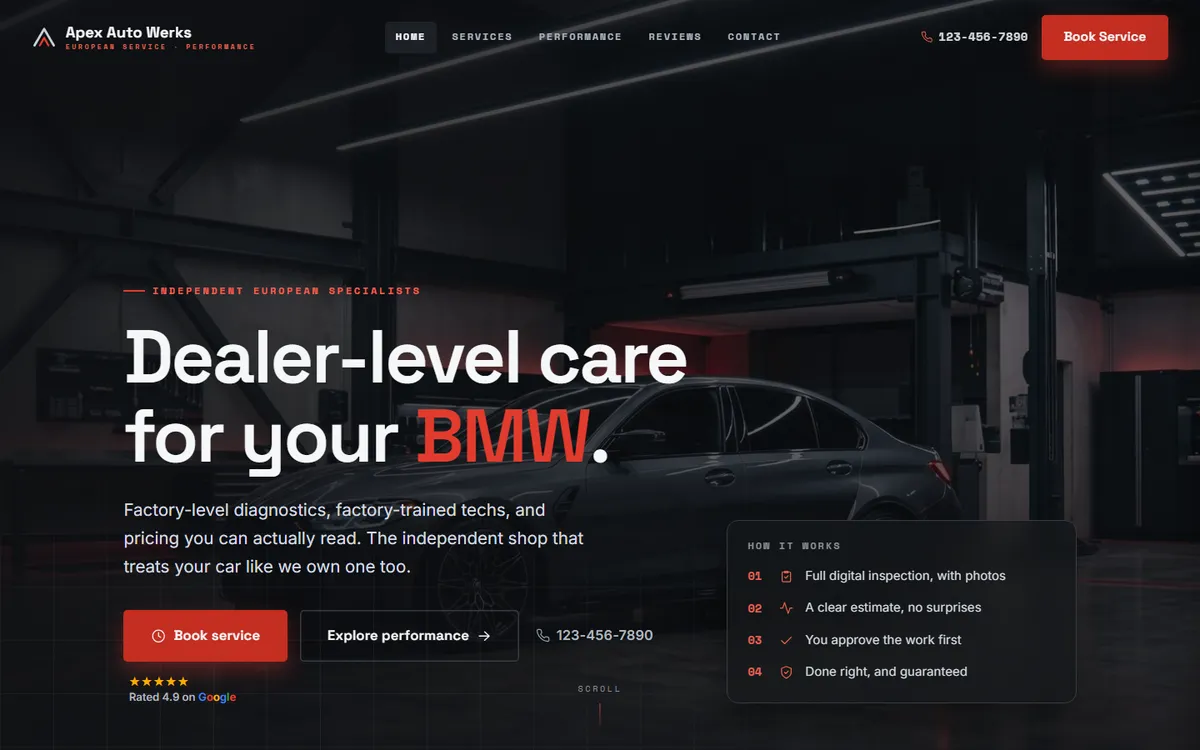 Apex Auto Werks
EUROPEAN SERVICE · PERFORMANCE
HOME
SERVICES
PERFORMANCE
REVIEWS
CONTACT
123-456-7890
Book Service
INDEPENDENT EUROPEAN SPECIALISTS
Dealer-level care
for your BMW.
Factory-level diagnostics, factory-trained techs, and
pricing you can actually read. The independent shop that
treats your car like we own one too.
Book service
Explore performance →
123-456-7890
★★★★★
Rated 4.9 on Google
SCROLL
HOW IT WORKS
01 Full digital inspection, with photos
02 A clear estimate, no surprises
03 You approve the work first
04 Done right, and guaranteed